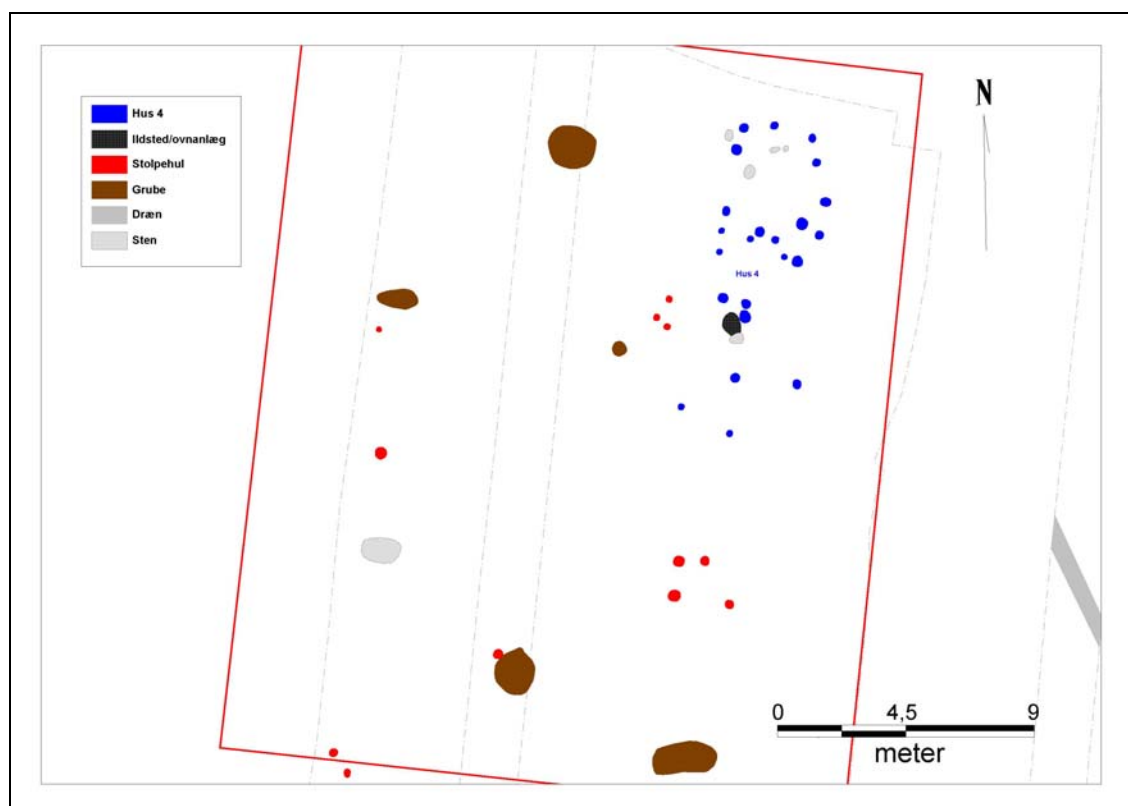 N
Hus 4
Ildsted/ovnanlæg
Stolpehul
Grube
Dræn
Sten
Hus 4
0 4,5 9
meter